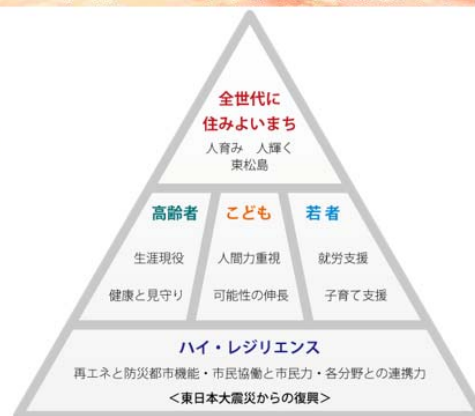 全世代に
住みよいまち
人育み 人輝く
東松島
高齢者
生涯現役
健康と見守り
こども
人間力重視
可能性の伸長
若者
就労支援
子育て支援
ハイ・レジリエンス
再エネと防災都市機能・市民協働と市民力・各分野との連携力
＜東日本大震災からの復興＞